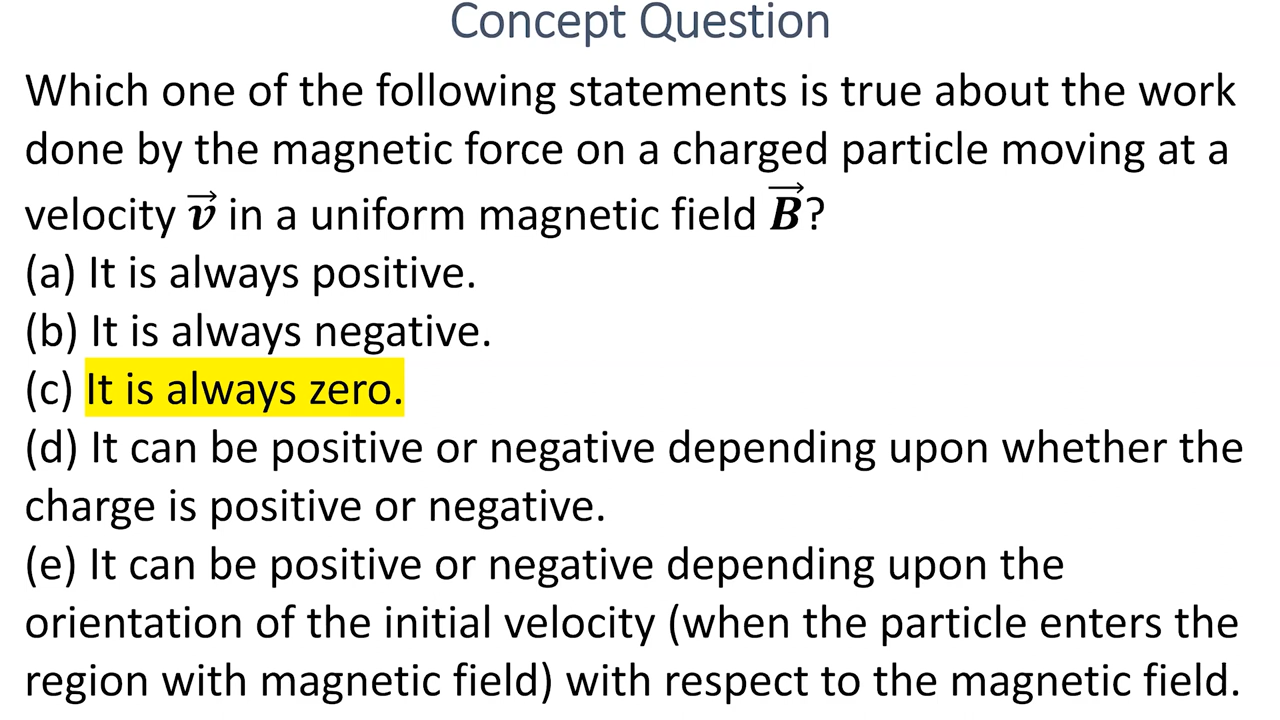 Concept Question
Which one of the following statements is true about the work
done by the magnetic force on a charged particle moving at a
velocity v⃗ in a uniform magnetic field B⃗?
(a) It is always positive.
(b) It is always negative.
(c) It is always zero.
(d) It can be positive or negative depending upon whether the
charge is positive or negative.
(e) It can be positive or negative depending upon the
orientation of the initial velocity (when the particle enters the
region with magnetic field) with respect to the magnetic field.